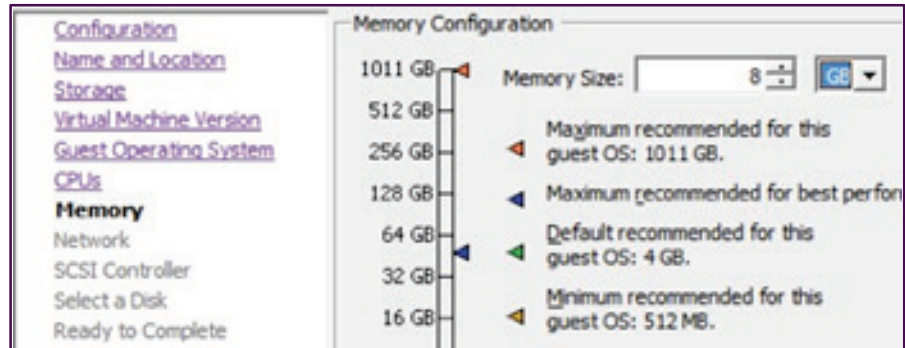 Configuration
Name and Location
Storage
Virtual Machine Version
Guest Operating System
CPUs
Memory
Network
SCSI Controller
Select a Disk
Ready to Complete
Memory Configuration
1011 GB
512 GB
256 GB
128 GB
64 GB
32 GB
16 GB
Memory Size: 8 GB
Maximum recommended for this
guest OS: 1011 GB.
Maximum recommended for best perfor
Default recommended for this
guest OS: 4 GB.
Minimum recommended for this
guest OS: 512 MB.